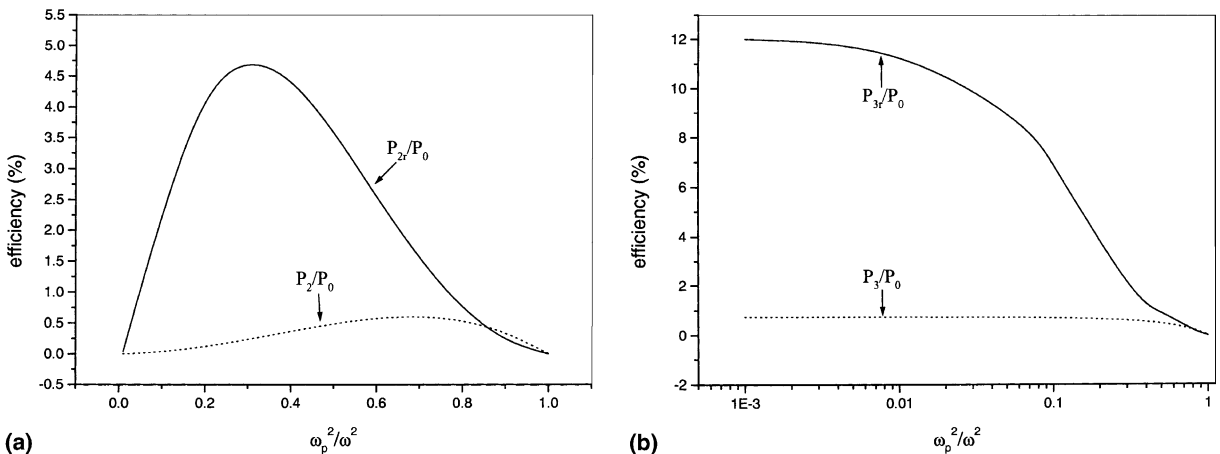 5.5
5.0
4.5
4.0
3.5
3.0
2.5
2.0
1.5
1.0
0.5
0.0
-0.5
efficiency (%)
P₂ᵣ/P₀
P₂/P₀
0.0 0.2 0.4 0.6 0.8 1.0
ωₚ²/ω²
(a)
12
10
8
6
4
2
0
-2
efficiency (%)
P₃ᵣ/P₀
P₃/P₀
1E-3 0.01 0.1 1
ωₚ²/ω²
(b)